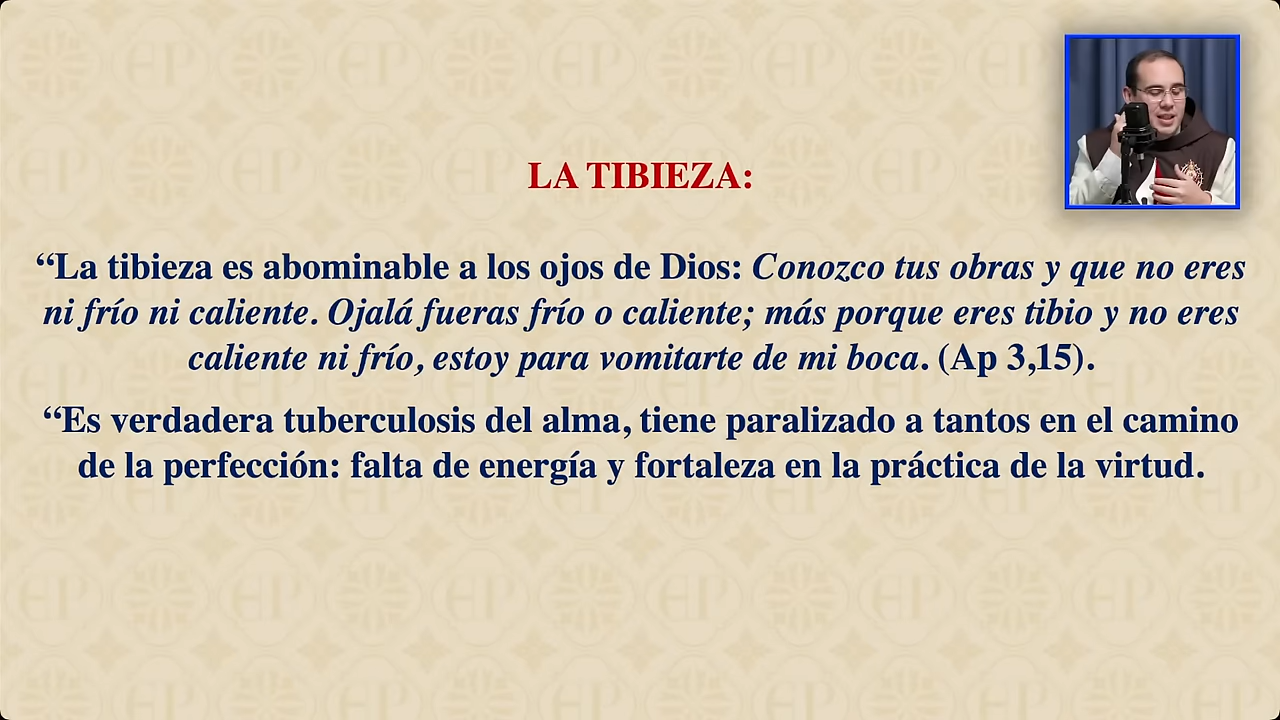 LA TIBIEZA:
“La tibieza es abominable a los ojos de Dios: Conozco tus obras y que no eres
ni frío ni caliente. Ojalá fueras frío o caliente; más porque eres tibio y no eres
caliente ni frío, estoy para vomitarte de mi boca. (Ap 3,15).
“Es verdadera tuberculosis del alma, tiene paralizado a tantos en el camino
de la perfección: falta de energía y fortaleza en la práctica de la virtud.